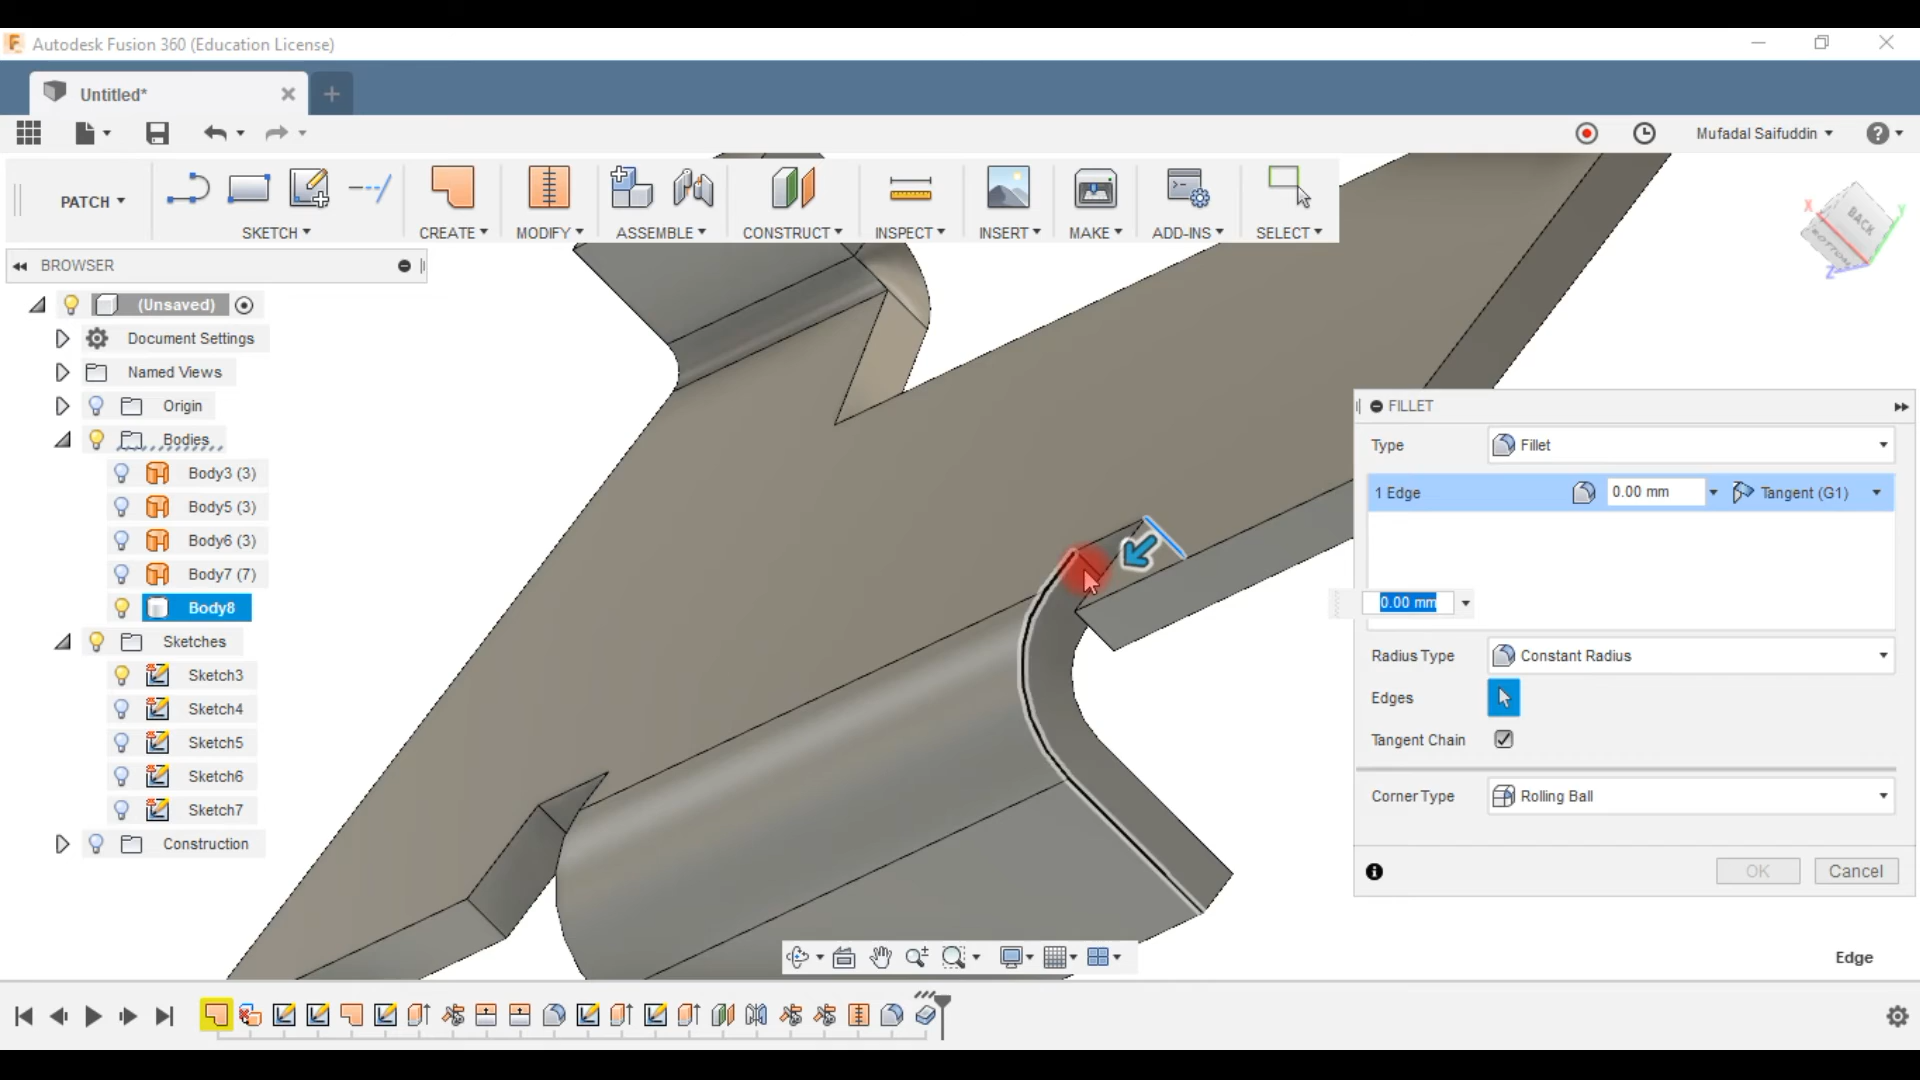 Autodesk Fusion 360 (Education License)
Untitled*
Mufadal Saifuddin
PATCH
SKETCH
CREATE
MODIFY
ASSEMBLE
CONSTRUCT
INSPECT
INSERT
MAKE
ADD-INS
SELECT
BACK
BOTTOM
X
Y
Z
BROWSER
(Unsaved)
Document Settings
Named Views
Origin
Bodies
Body3 (3)
Body5 (3)
Body6 (3)
Body7 (7)
Body8
Sketches
Sketch3
Sketch4
Sketch5
Sketch6
Sketch7
Construction
FILLET
Type Fillet
1 Edge 0.00 mm Tangent (G1)
0.00 mm
Radius Type Constant Radius
Edges
Tangent Chain
Corner Type Rolling Ball
OK Cancel
Edge